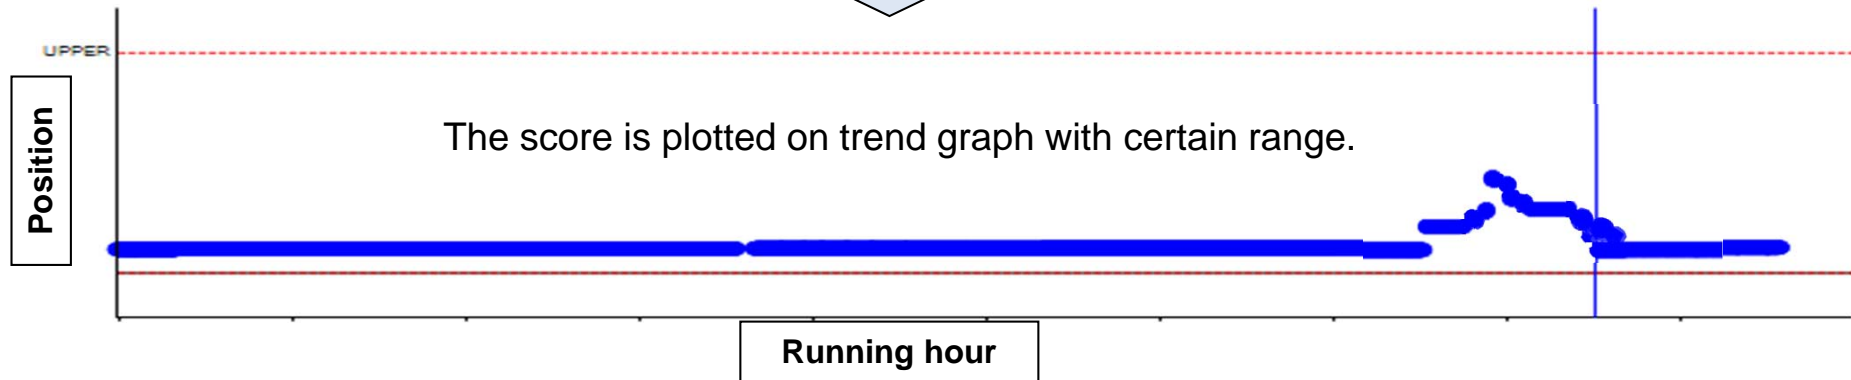 UPPER
Position
The score is plotted on trend graph with certain range.
Running hour